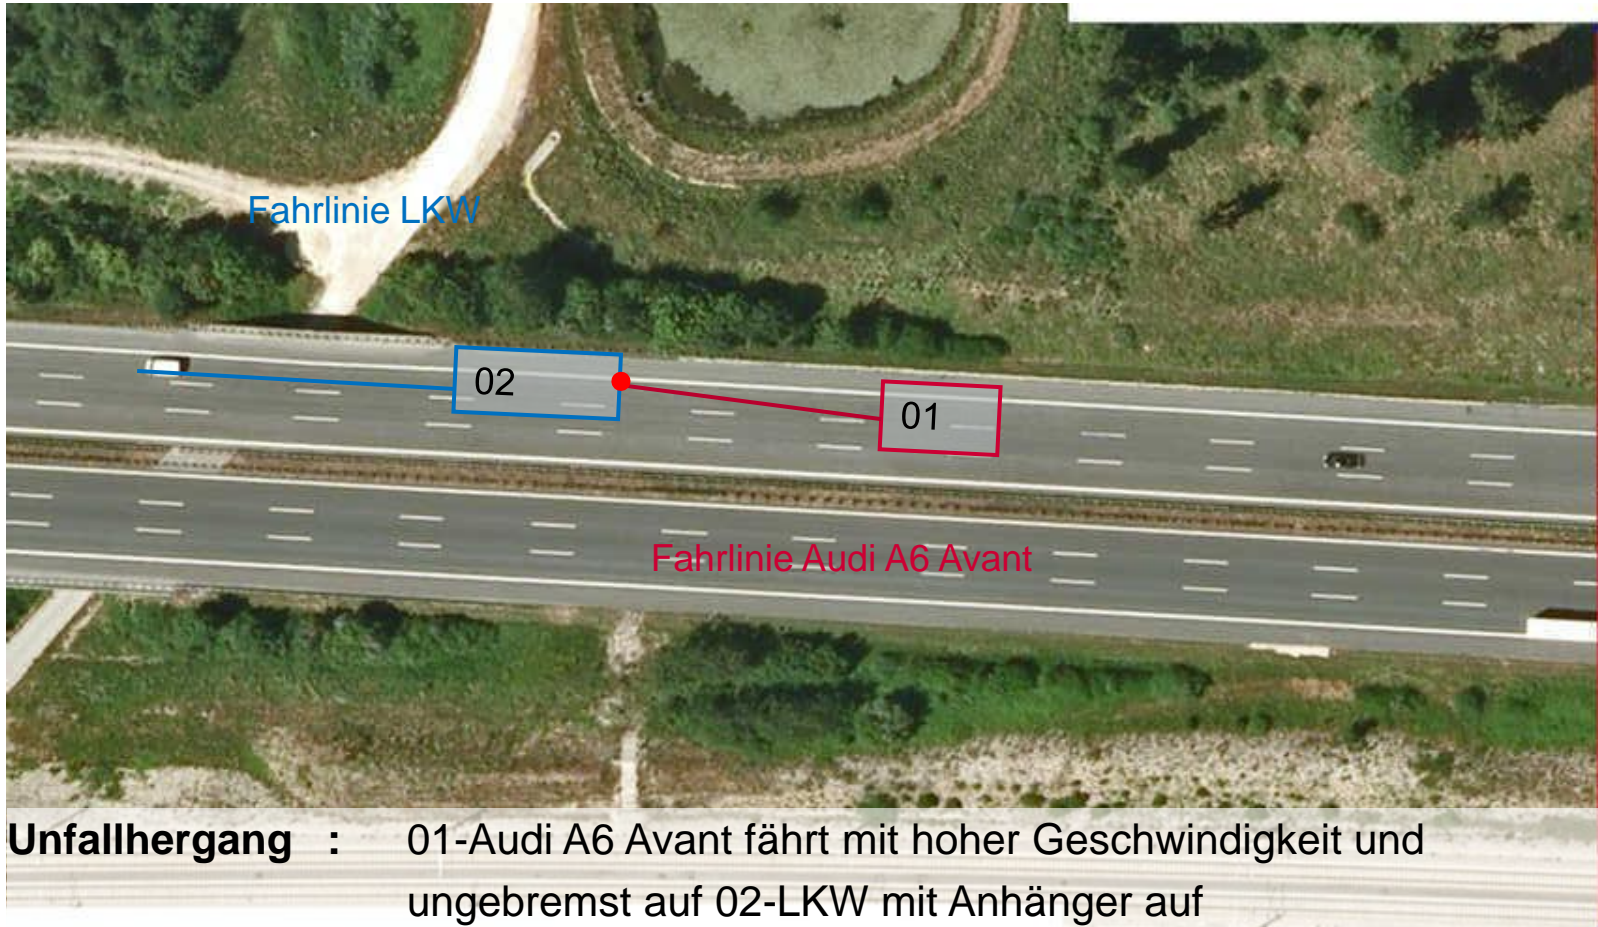 Fahrlinie LKW
02
01
Fahrlinie Audi A6 Avant
Unfallhergang : 01-Audi A6 Avant fährt mit hoher Geschwindigkeit und
ungebremst auf 02-LKW mit Anhänger auf